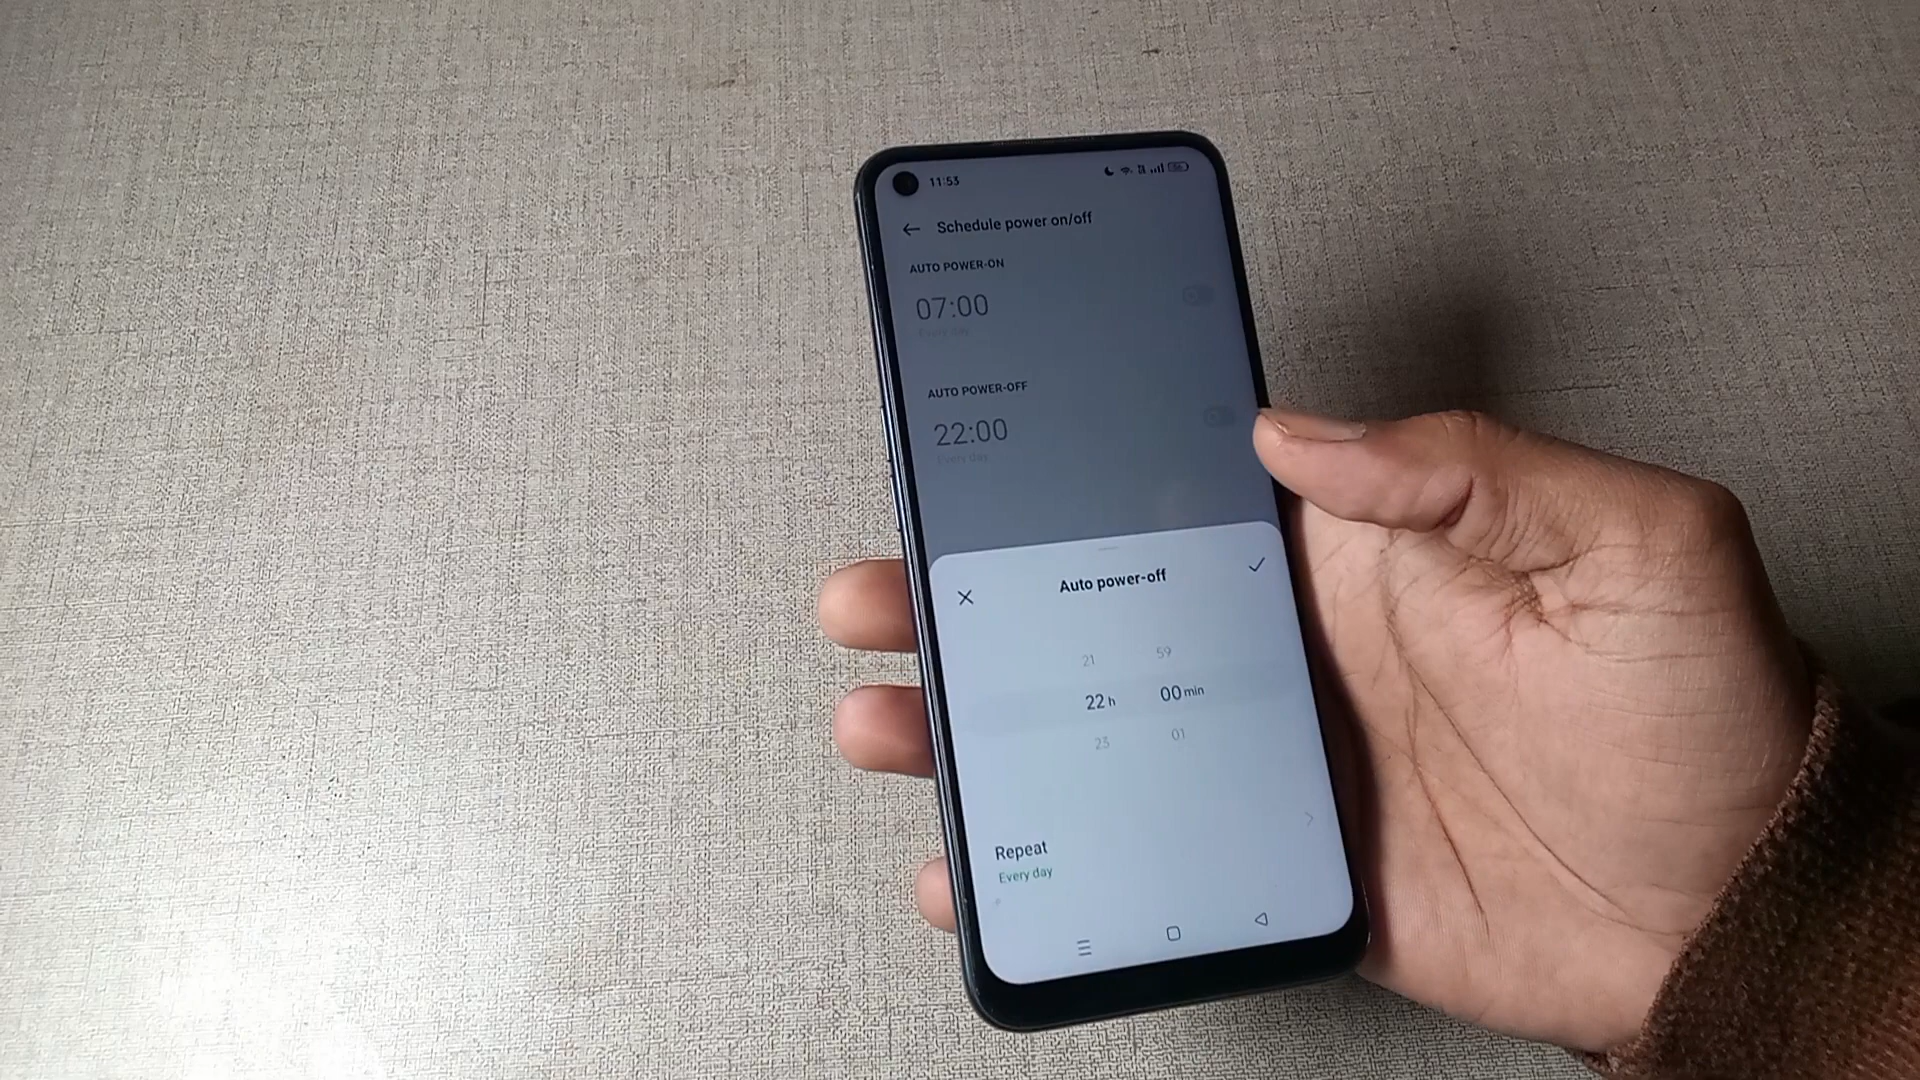 11:53
Schedule power on/off
AUTO POWER-ON
07:00
Every day
AUTO POWER-OFF
22:00
Every day
Auto power-off
21 59
22 h 00 min
23 01
Repeat
Every day